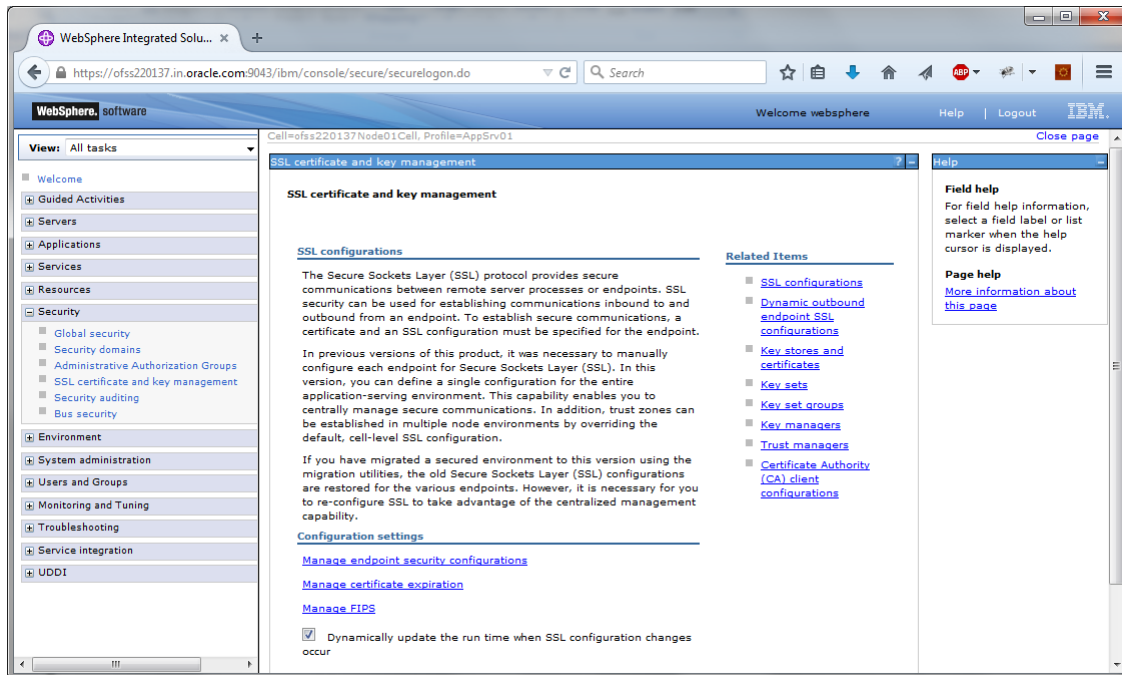 WebSphere Integrated Solu...
https://ofss220137.in.oracle.com:9043/ibm/console/secure/securelogon.do
Search
ABP
WebSphere. software
Welcome websphere
Help | Logout
IBM.
View: All tasks
Welcome
Guided Activities
Servers
Applications
Services
Resources
Security
Global security
Security domains
Administrative Authorization Groups
SSL certificate and key management
Security auditing
Bus security
Environment
System administration
Users and Groups
Monitoring and Tuning
Troubleshooting
Service integration
UDDI
Cell=ofss220137Node01Cell, Profile=AppSrv01
Close page
SSL certificate and key management
?
SSL certificate and key management
SSL configurations
The Secure Sockets Layer (SSL) protocol provides secure
communications between remote server processes or endpoints. SSL
security can be used for establishing communications inbound to and
outbound from an endpoint. To establish secure communications, a
certificate and an SSL configuration must be specified for the endpoint.
In previous versions of this product, it was necessary to manually
configure each endpoint for Secure Sockets Layer (SSL). In this
version, you can define a single configuration for the entire
application-serving environment. This capability enables you to
centrally manage secure communications. In addition, trust zones can
be established in multiple node environments by overriding the
default, cell-level SSL configuration.
If you have migrated a secured environment to this version using the
migration utilities, the old Secure Sockets Layer (SSL) configurations
are restored for the various endpoints. However, it is necessary for you
to re-configure SSL to take advantage of the centralized management
capability.
Configuration settings
Manage endpoint security configurations
Manage certificate expiration
Manage FIPS
Dynamically update the run time when SSL configuration changes
occur
Related Items
SSL configurations
Dynamic outbound
endpoint SSL
configurations
Key stores and
certificates
Key sets
Key set groups
Key managers
Trust managers
Certificate Authority
(CA) client
configurations
Help
Field help
For field help information,
select a field label or list
marker when the help
cursor is displayed.
Page help
More information about
this page